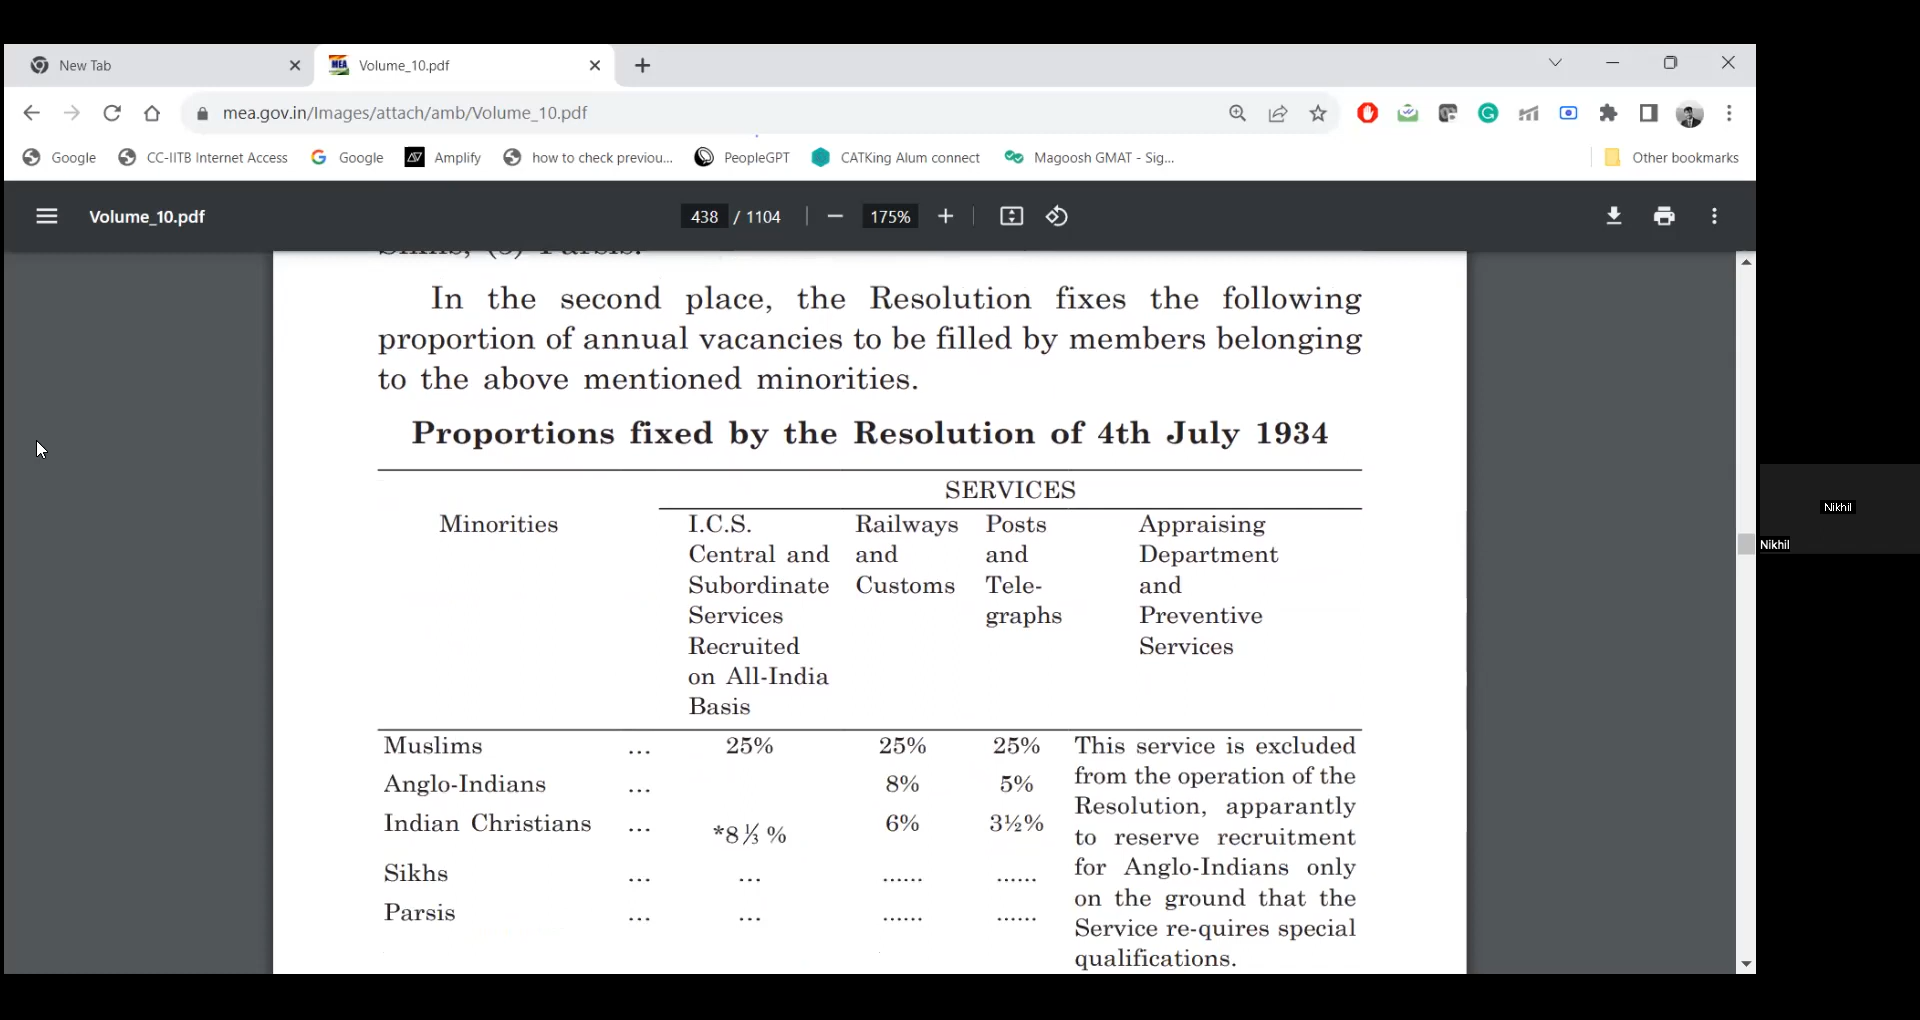 New Tab
Volume_10.pdf
mea.gov.in/Images/attach/amb/Volume_10.pdf
Google
CC-IITB Internet Access
Google
Amplify
how to check previou...
PeopleGPT
CATKing Alum connect
Magoosh GMAT - Sig...
Other bookmarks
Volume_10.pdf
438 / 1104
175%
In the second place, the Resolution fixes the following
proportion of annual vacancies to be filled by members belonging
to the above mentioned minorities.
Proportions fixed by the Resolution of 4th July 1934
SERVICES
Minorities
I.C.S.
Central and
Subordinate
Services
Recruited
on All-India
Basis
Railways
and
Customs
Posts
and
Tele-
graphs
Appraising
Department
and
Preventive
Services
Muslims ... 25% 25% 25%
Anglo-Indians ... 8% 5%
Indian Christians ... *8⅓ % 6% 3½%
Sikhs ... ... ...... ......
Parsis ... ... ...... ......
This service is excluded
from the operation of the
Resolution, apparantly
to reserve recruitment
for Anglo-Indians only
on the ground that the
Service re-quires special
qualifications.
Nikhil
Nikhil